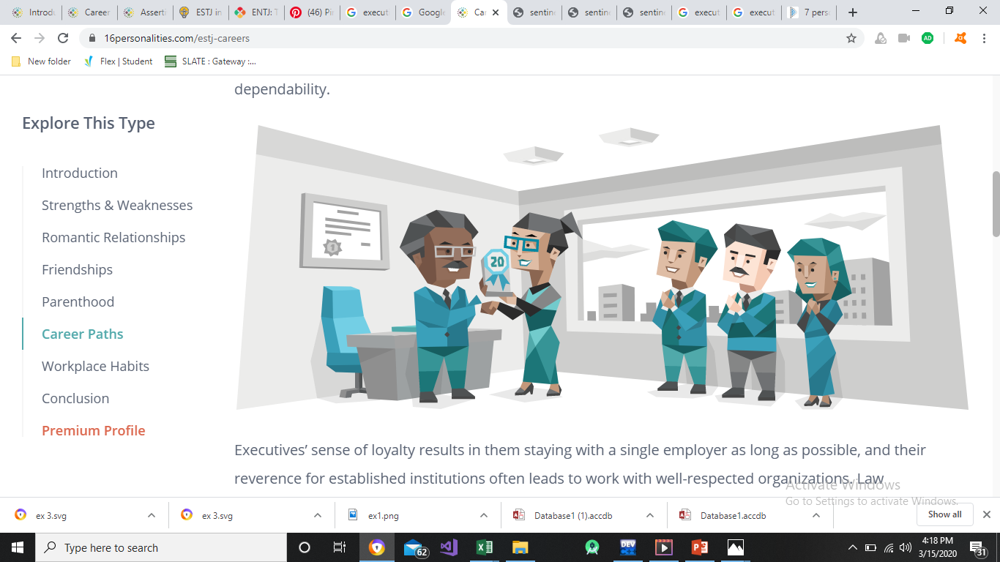 Introdu
Career
Asserti
ESTJ in
ENTJ: T
(46) Pi
execut
Google
Car
sentine
sentine
sentine
execut
execut
7 perso
16personalities.com/estj-careers
AD
New folder
Flex | Student
SLATE : Gateway :...
dependability.
Explore This Type
Introduction
Strengths & Weaknesses
Romantic Relationships
Friendships
Parenthood
Career Paths
Workplace Habits
Conclusion
Premium Profile
1
20
Executives’ sense of loyalty results in them staying with a single employer as long as possible, and their
reverence for established institutions often leads to work with well-respected organizations. Law
Activate Windows
Go to Settings to activate Windows.
ex 3.svg
ex 3.svg
ex1.png
Database1 (1).accdb
Database1.accdb
Show all
Type here to search
62
DEV
4:18 PM
3/15/2020
31